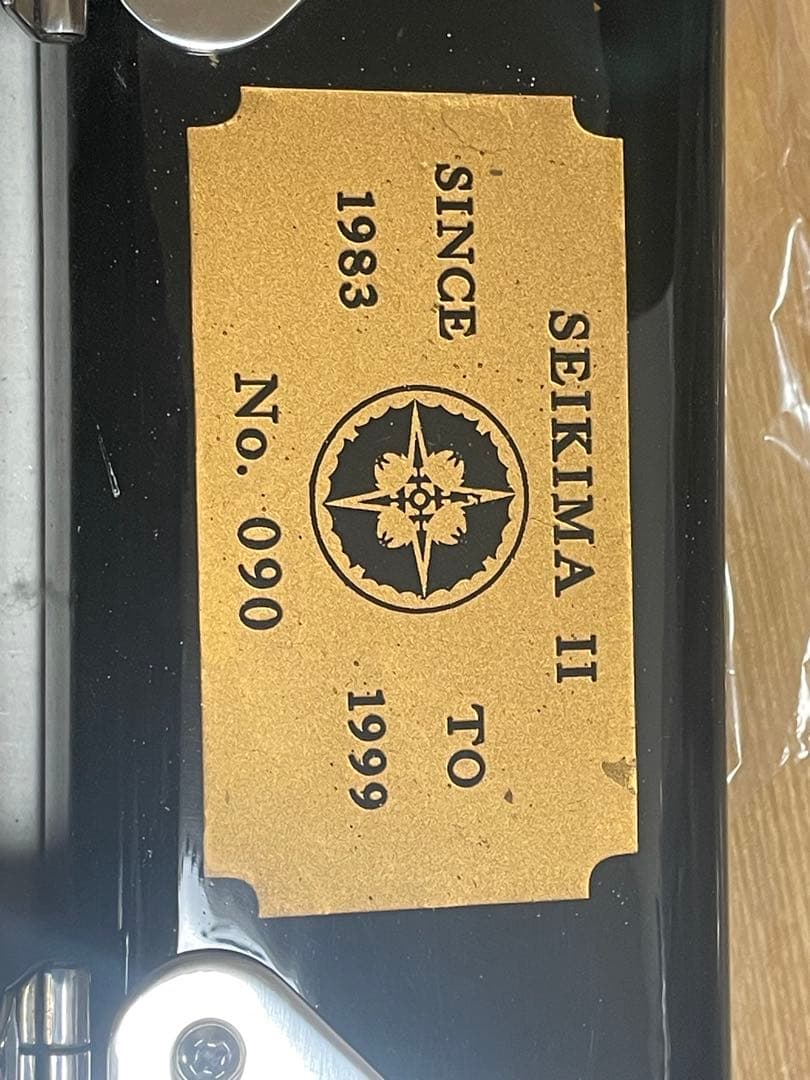 SEIKIMA II
SINCE TO
1983 1999
No. 090